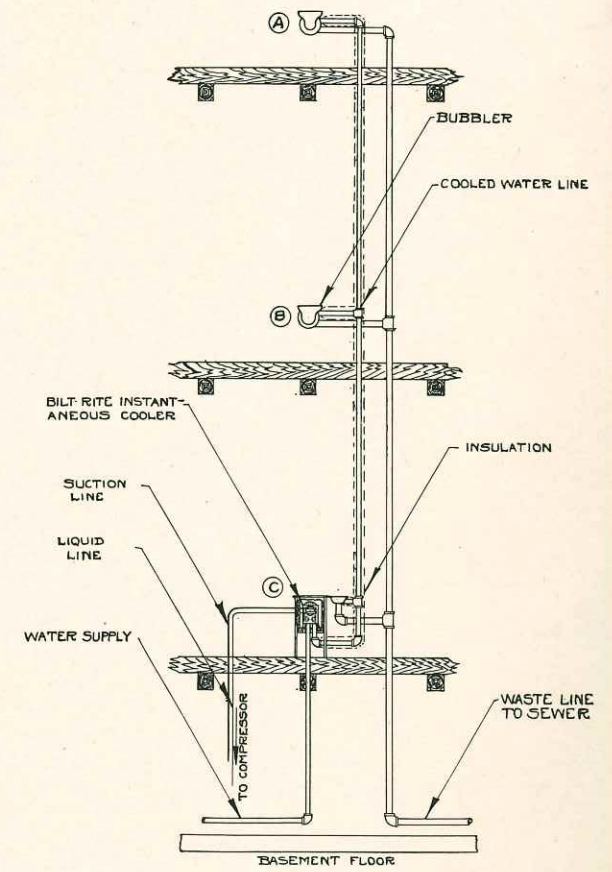 A
BUBBLER
COOLED WATER LINE
B
BILT-RITE INSTANT-
ANEOUS COOLER
INSULATION
SUCTION
LINE
LIQUID
LINE
C
WATER SUPPLY
TO COMPRESSOR
WASTE LINE
TO SEWER
BASEMENT FLOOR